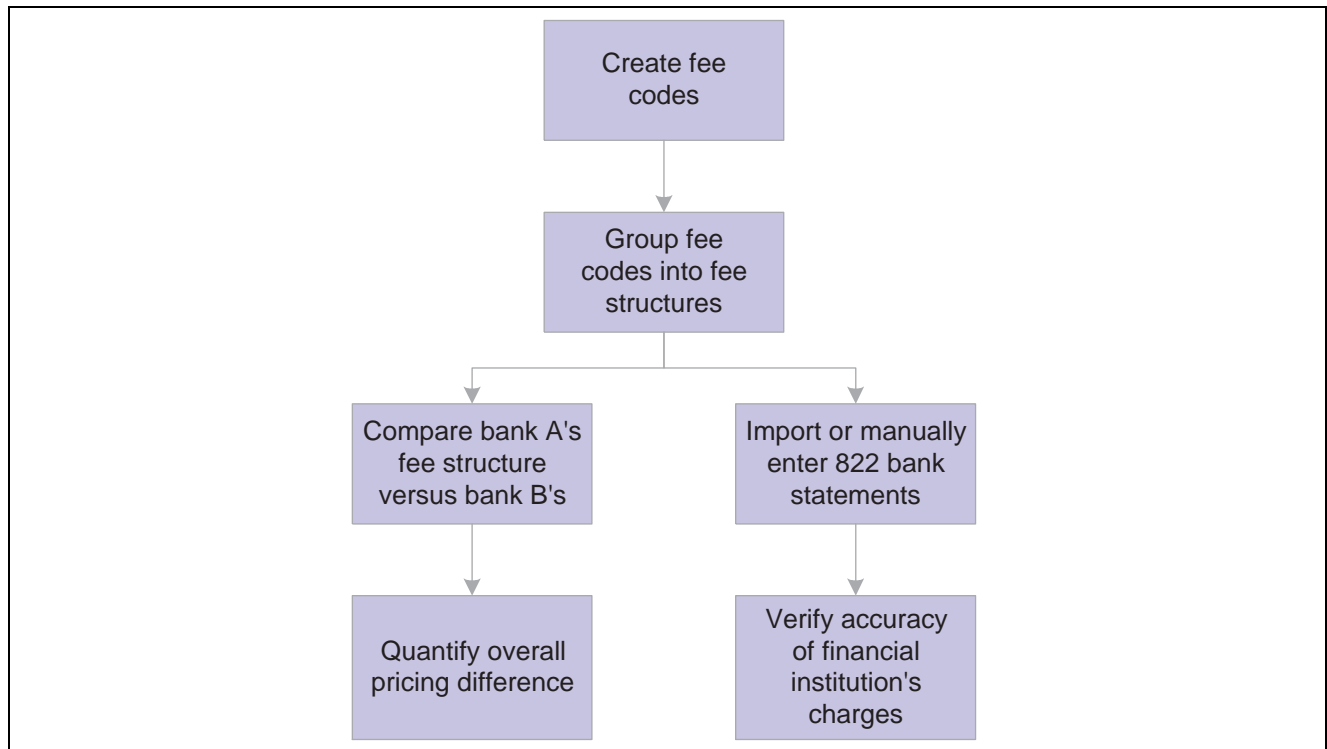 Create fee
codes
Group fee
codes into fee
structures
Compare bank A's
fee structure
versus bank B's
Import or manually
enter 822 bank
statements
Quantify overall
pricing difference
Verify accuracy
of financial
institution's
charges